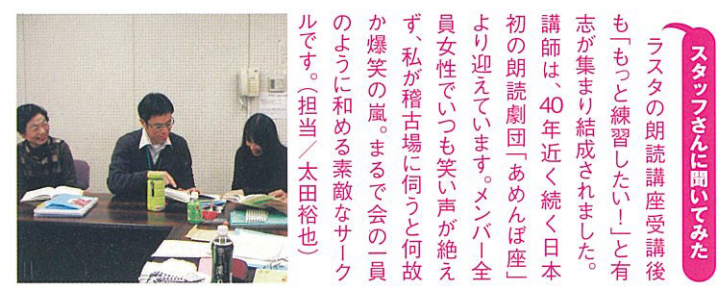 スタッフさんに聞いてみた
ラスタの朗読講座受講後
も「もっと練習したい！」と有
志が集まり結成されました。
講師は、40年近く続く日本
初の朗読劇団「あめんぼ座」
より迎えています。メンバー全
員女性でいつも笑い声が絶え
ず、私が稽古場に伺うと何故
か爆笑の嵐。まるで会の一員
のように和める素敵なサーク
ルです。（担当／太田裕也）